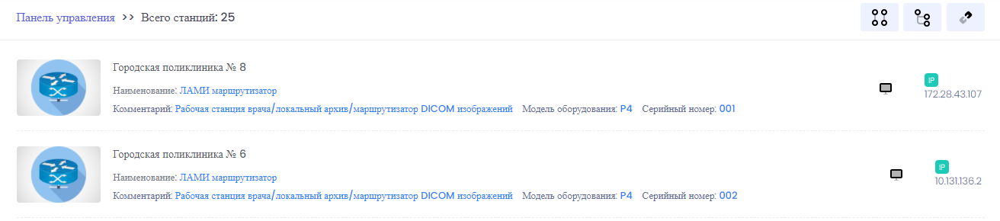 Панель управления >> Всего станций: 25
Городская поликлиника № 8
Наименование: ЛАМИ маршрутизатор
IP
172.28.43.107
Комментарий: Рабочая станция врача/локальный архив/маршрутизатор DICOM изображений Модель оборудования: P4 Серийный номер: 001
Городская поликлиника № 6
Наименование: ЛАМИ маршрутизатор
IP
10.131.136.2
Комментарий: Рабочая станция врача/локальный архив/маршрутизатор DICOM изображений Модель оборудования: P4 Серийный номер: 002